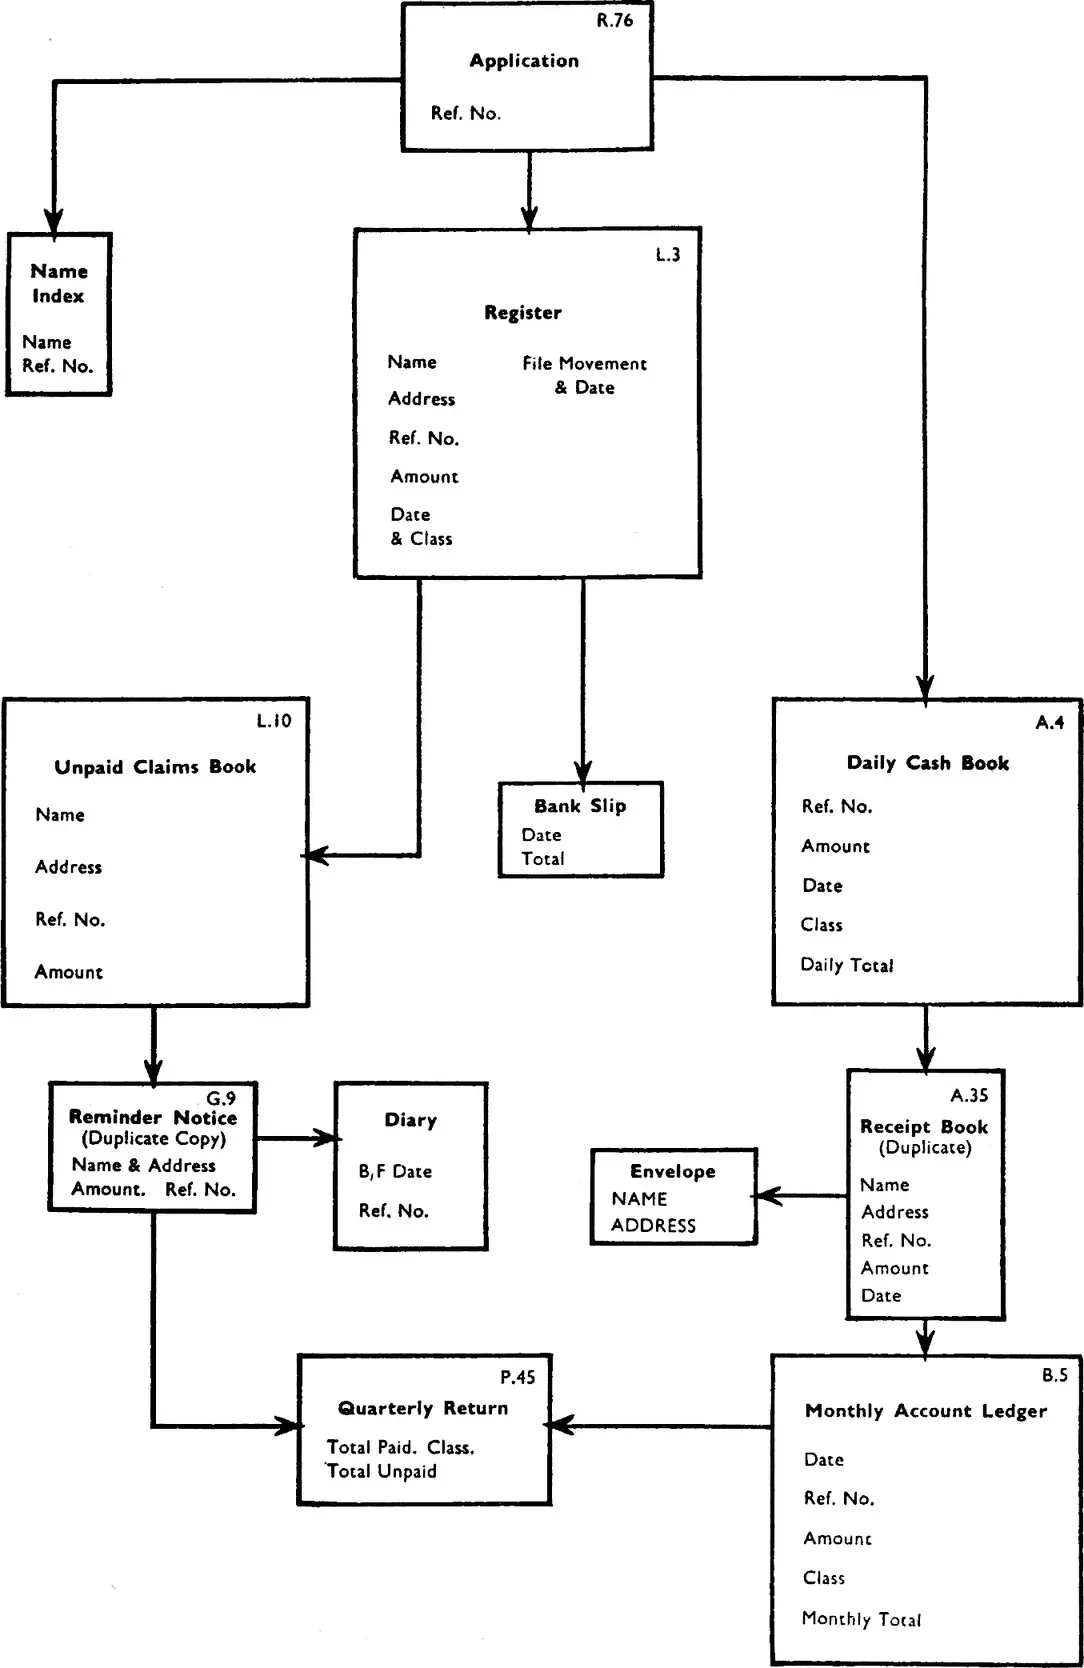 R.76
Application
Ref. No.
Name
Index
Name
Ref. No.
L.3
Register
Name
File Movement
& Date
Address
Ref. No.
Amount
Date
& Class
L.10
Unpaid Claims Book
Name
Address
Ref. No.
Amount
Bank Slip
Date
Total
A.4
Daily Cash Book
Ref. No.
Amount
Date
Class
Daily Total
G.9
Reminder Notice
(Duplicate Copy)
Name & Address
Amount. Ref. No.
Diary
B,F Date
Ref. No.
Envelope
NAME
ADDRESS
A.35
Receipt Book
(Duplicate)
Name
Address
Ref. No.
Amount
Date
P.45
Quarterly Return
Total Paid. Class.
Total Unpaid
B.5
Monthly Account Ledger
Date
Ref. No.
Amount
Class
Monthly Total